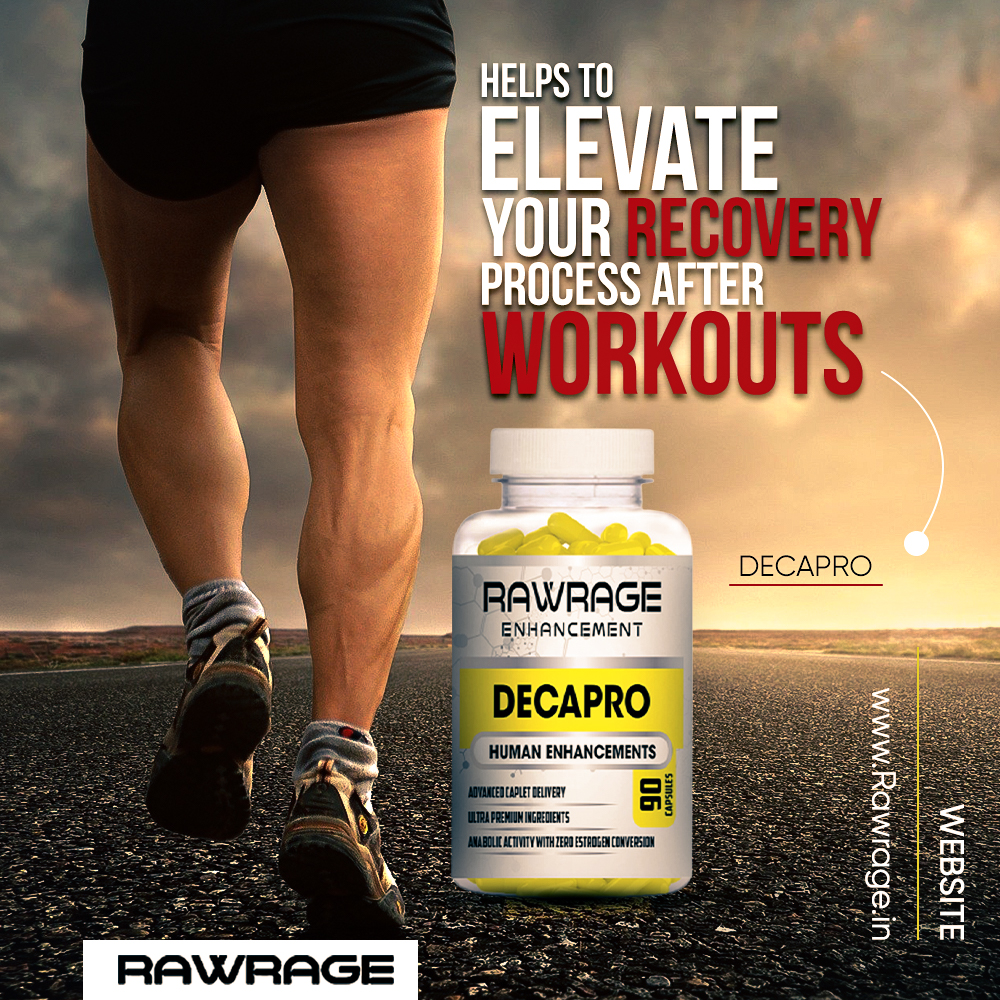 HELPS TO
ELEVATE
YOUR RECOVERY
PROCESS AFTER
WORKOUTS
DECAPRO
RAWRAGE
ENHANCEMENT
DECAPRO
HUMAN ENHANCEMENTS
ADVANCED CAPLET DELIVERY
ULTRA PREMIUM INGREDIENTS
ANABOLIC ACTIVITY WITH ZERO ESTROGEN CONVERSION
90
CAPSULES
WEBSITE
www.Rawrage.in
RAWRAGE